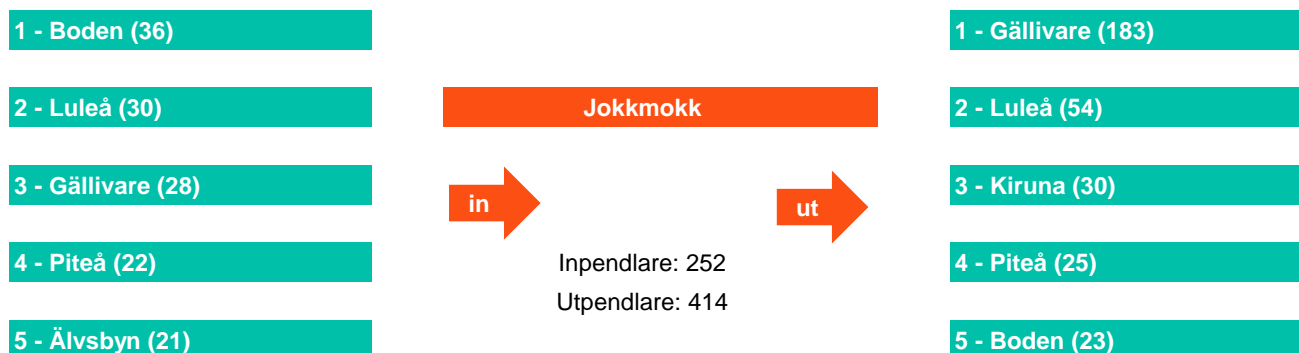 1 - Boden (36)
2 - Luleå (30)
3 - Gällivare (28)
4 - Piteå (22)
5 - Älvsbyn (21)
Jokkmokk
in
ut
Inpendlare: 252
Utpendlare: 414
1 - Gällivare (183)
2 - Luleå (54)
3 - Kiruna (30)
4 - Piteå (25)
5 - Boden (23)